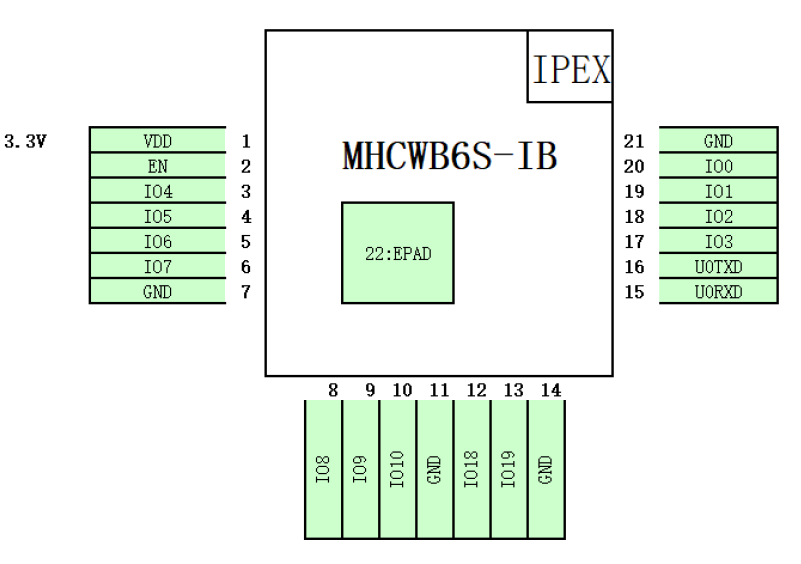 IPEX
MHCWB6S-IB
3.3V VDD 1 21 GND
EN 2 20 IO0
IO4 3 19 IO1
IO5 4 18 IO2
IO6 5 17 IO3
IO7 6 16 U0TXD
GND 7 15 U0RXD
22:EPAD
8 9 10 11 12 13 14
IO8 IO9 IO10 GND IO18 IO19 GND